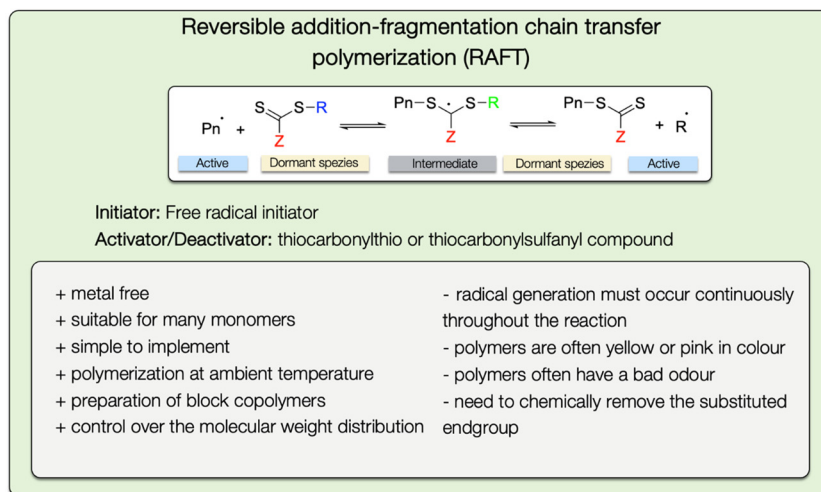 Reversible addition-fragmentation chain transfer
polymerization (RAFT)
Pn· + S S–R Z Pn–S · S–R Z Pn–S S Z + R·
Active Dormant spezies Intermediate Dormant spezies Active
Initiator: Free radical initiator
Activator/Deactivator: thiocarbonylthio or thiocarbonylsulfanyl compound
+ metal free
+ suitable for many monomers
+ simple to implement
+ polymerization at ambient temperature
+ preparation of block copolymers
+ control over the molecular weight distribution
- radical generation must occur continuously
throughout the reaction
- polymers are often yellow or pink in colour
- polymers often have a bad odour
- need to chemically remove the substituted
endgroup